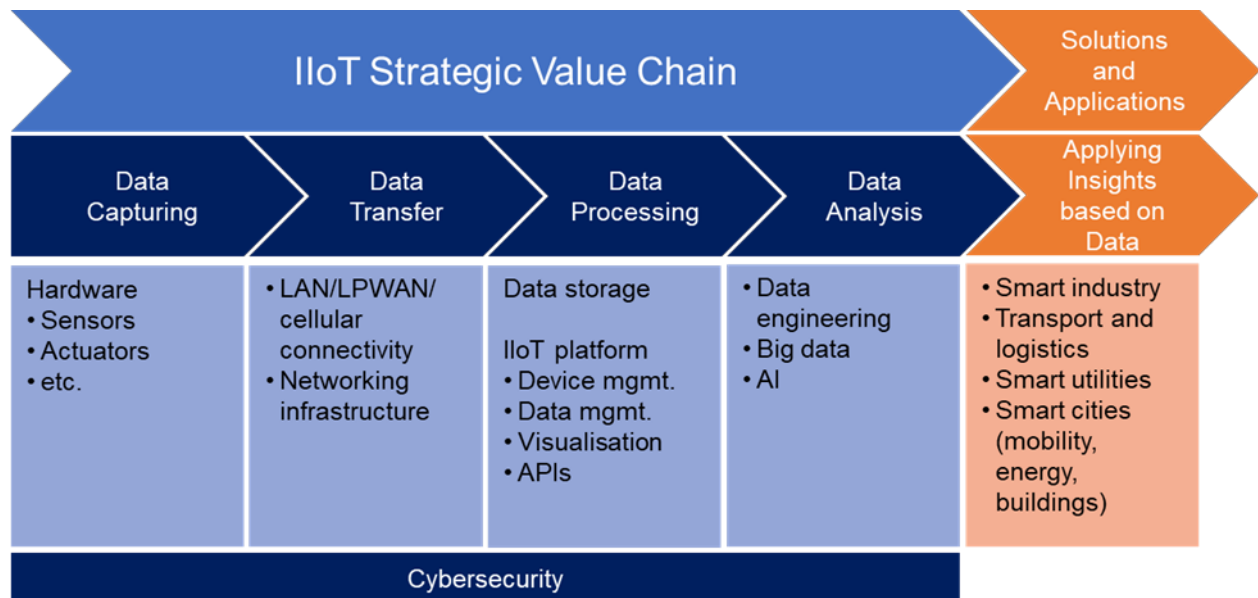 IIoT Strategic Value Chain
Solutions
and
Applications
Data
Capturing
Data
Transfer
Data
Processing
Data
Analysis
Applying
Insights
based on
Data
Hardware
• Sensors
• Actuators
• etc.
• LAN/LPWAN/
cellular
connectivity
• Networking
infrastructure
Data storage
IIoT platform
• Device mgmt.
• Data mgmt.
• Visualisation
• APIs
• Data
engineering
• Big data
• AI
• Smart industry
• Transport and
logistics
• Smart utilities
• Smart cities
(mobility,
energy,
buildings)
Cybersecurity